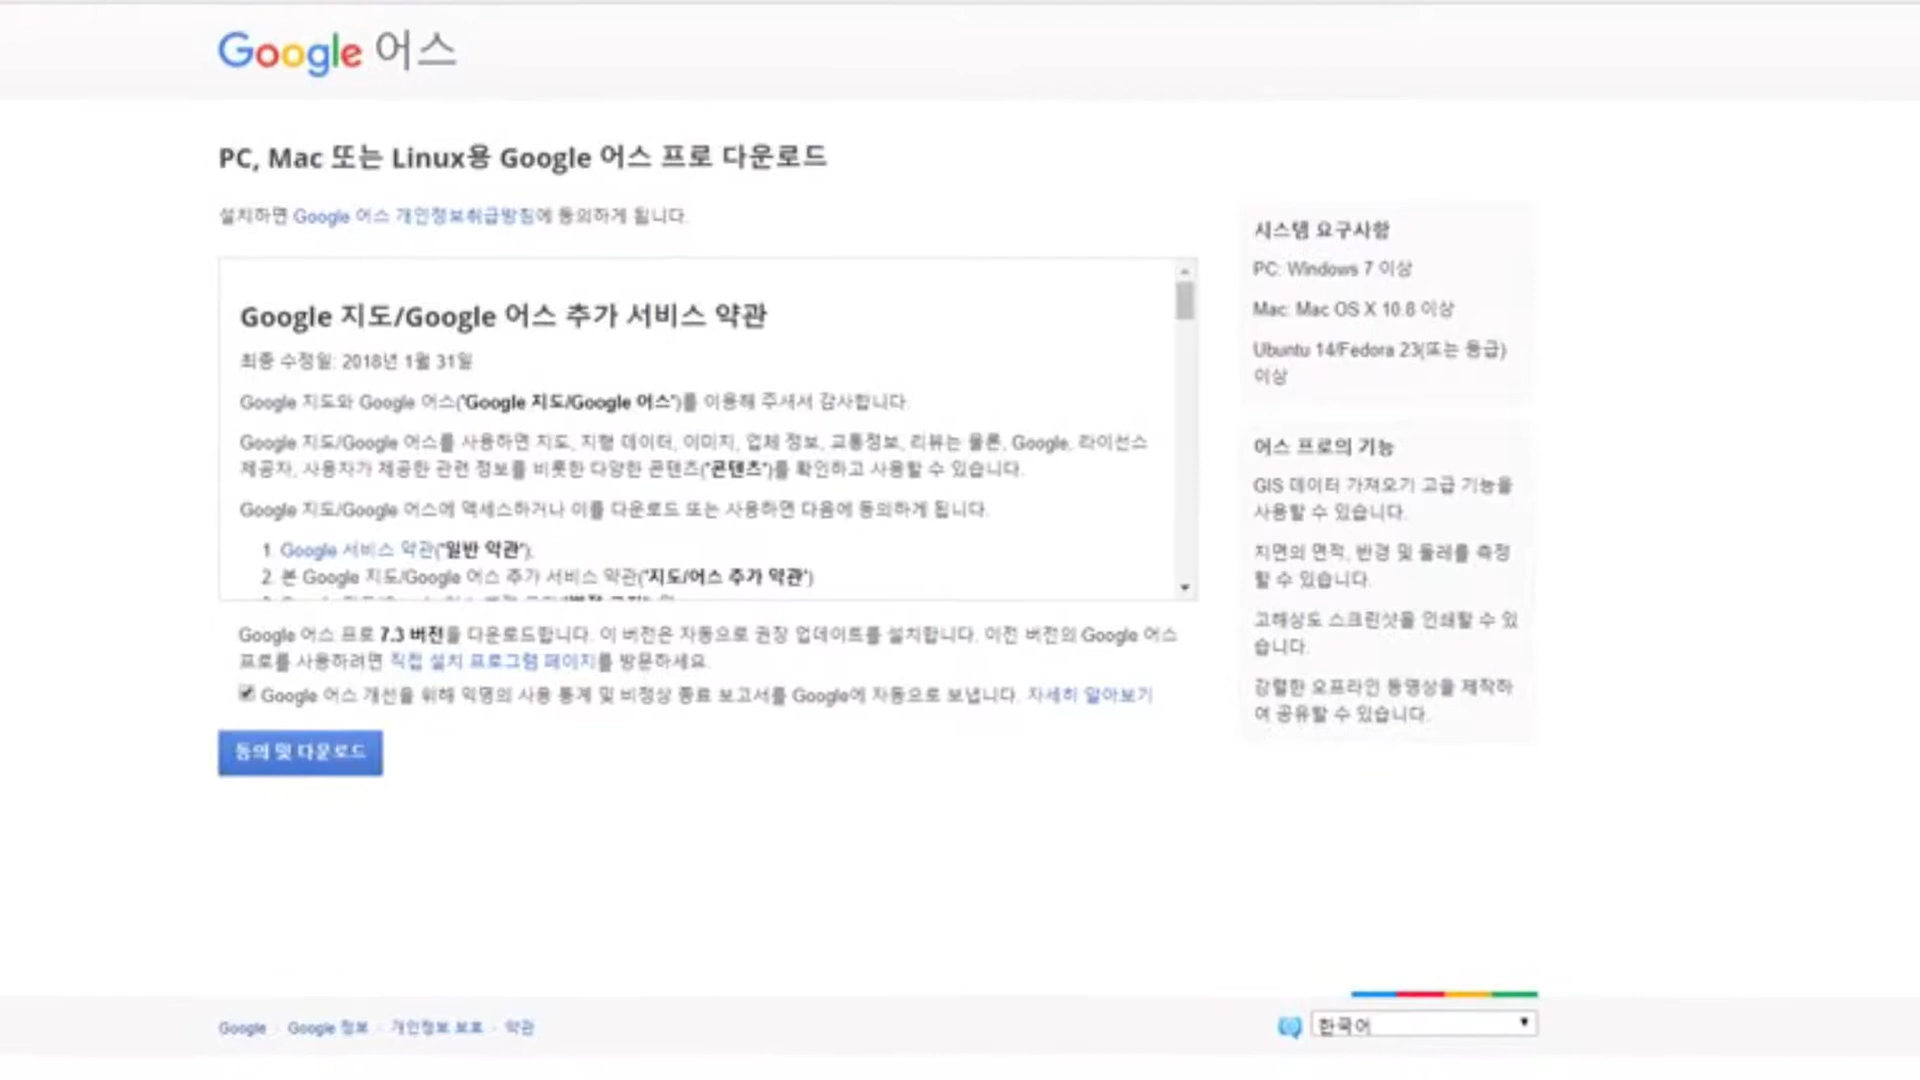 Google 어스
PC, Mac 또는 Linux용 Google 어스 프로 다운로드
설치하면 Google 어스 개인정보취급방침에 동의하게 됩니다.
Google 지도/Google 어스 추가 서비스 약관
최종 수정일: 2018년 1월 31일
Google 지도와 Google 어스('Google 지도/Google 어스')를 이용해 주셔서 감사합니다.
Google 지도/Google 어스를 사용하면 지도, 지형 데이터, 이미지, 업체 정보, 교통정보, 리뷰는 물론, Google, 라이선스
제공자, 사용자가 제공한 관련 정보를 비롯한 다양한 콘텐츠('콘텐츠')를 확인하고 사용할 수 있습니다.
Google 지도/Google 어스에 액세스하거나 이를 다운로드 또는 사용하면 다음에 동의하게 됩니다.
1. Google 서비스 약관('일반 약관');
2. 본 Google 지도/Google 어스 추가 서비스 약관('지도/어스 추가 약관')
Google 어스 프로 7.3 버전을 다운로드합니다. 이 버전은 자동으로 권장 업데이트를 설치합니다. 이전 버전의 Google 어스
프로를 사용하려면 직접 설치 프로그램 페이지를 방문하세요.
Google 어스 개선을 위해 익명의 사용 통계 및 비정상 종료 보고서를 Google에 자동으로 보냅니다. 자세히 알아보기
동의 및 다운로드
시스템 요구사항
PC: Windows 7 이상
Mac: Mac OS X 10.8 이상
Ubuntu 14/Fedora 23(또는 동급)
이상
어스 프로의 기능
GIS 데이터 가져오기 고급 기능을
사용할 수 있습니다.
지면의 면적, 반경 및 둘레를 측정
할 수 있습니다.
고해상도 스크린샷을 인쇄할 수 있
습니다.
강렬한 오프라인 동영상을 제작하
여 공유할 수 있습니다.
Google · Google 정보 · 개인정보 보호 · 약관
한국어